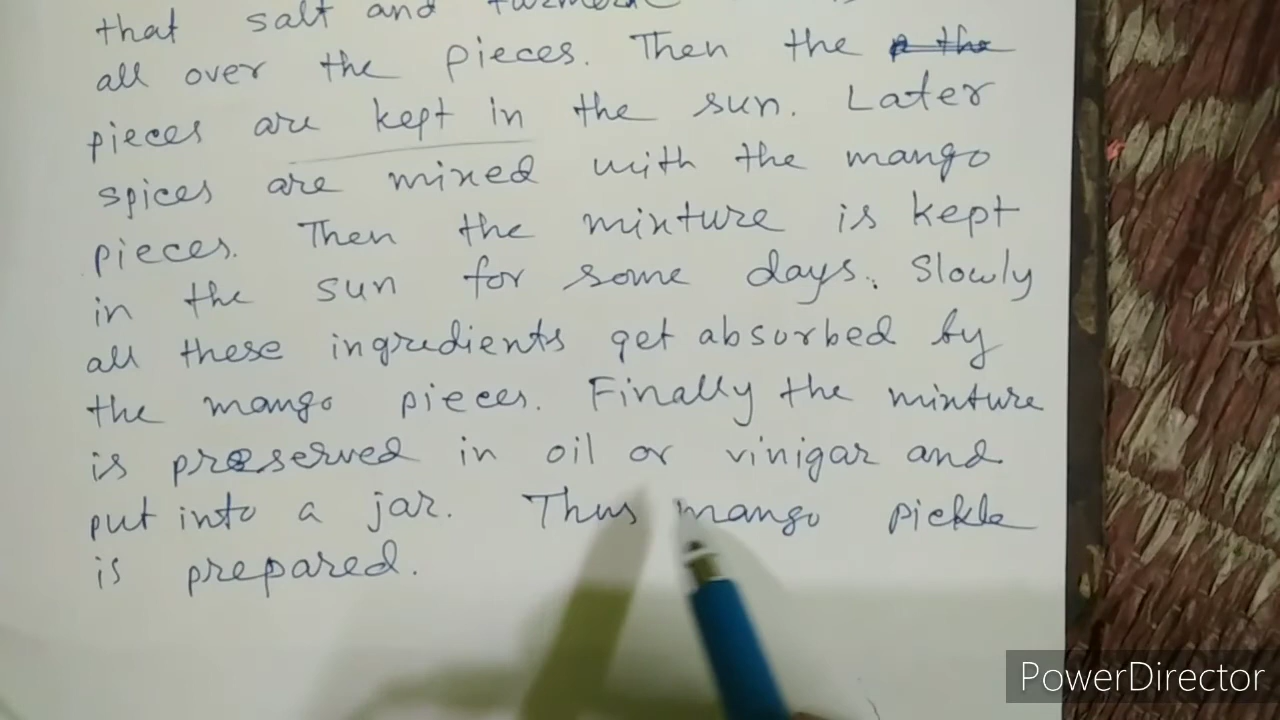 that salt and
all over the pieces. Then the
pieces are kept in the sun. Later
spices are mixed with the mango
pieces. Then the mixture is kept
in the sun for some days. Slowly
all these ingredients get absorbed by
the mango pieces. Finally the mixture
is preserved in oil or vinigar and
put into a jar. Thus mango pickle
is prepared.
PowerDirector